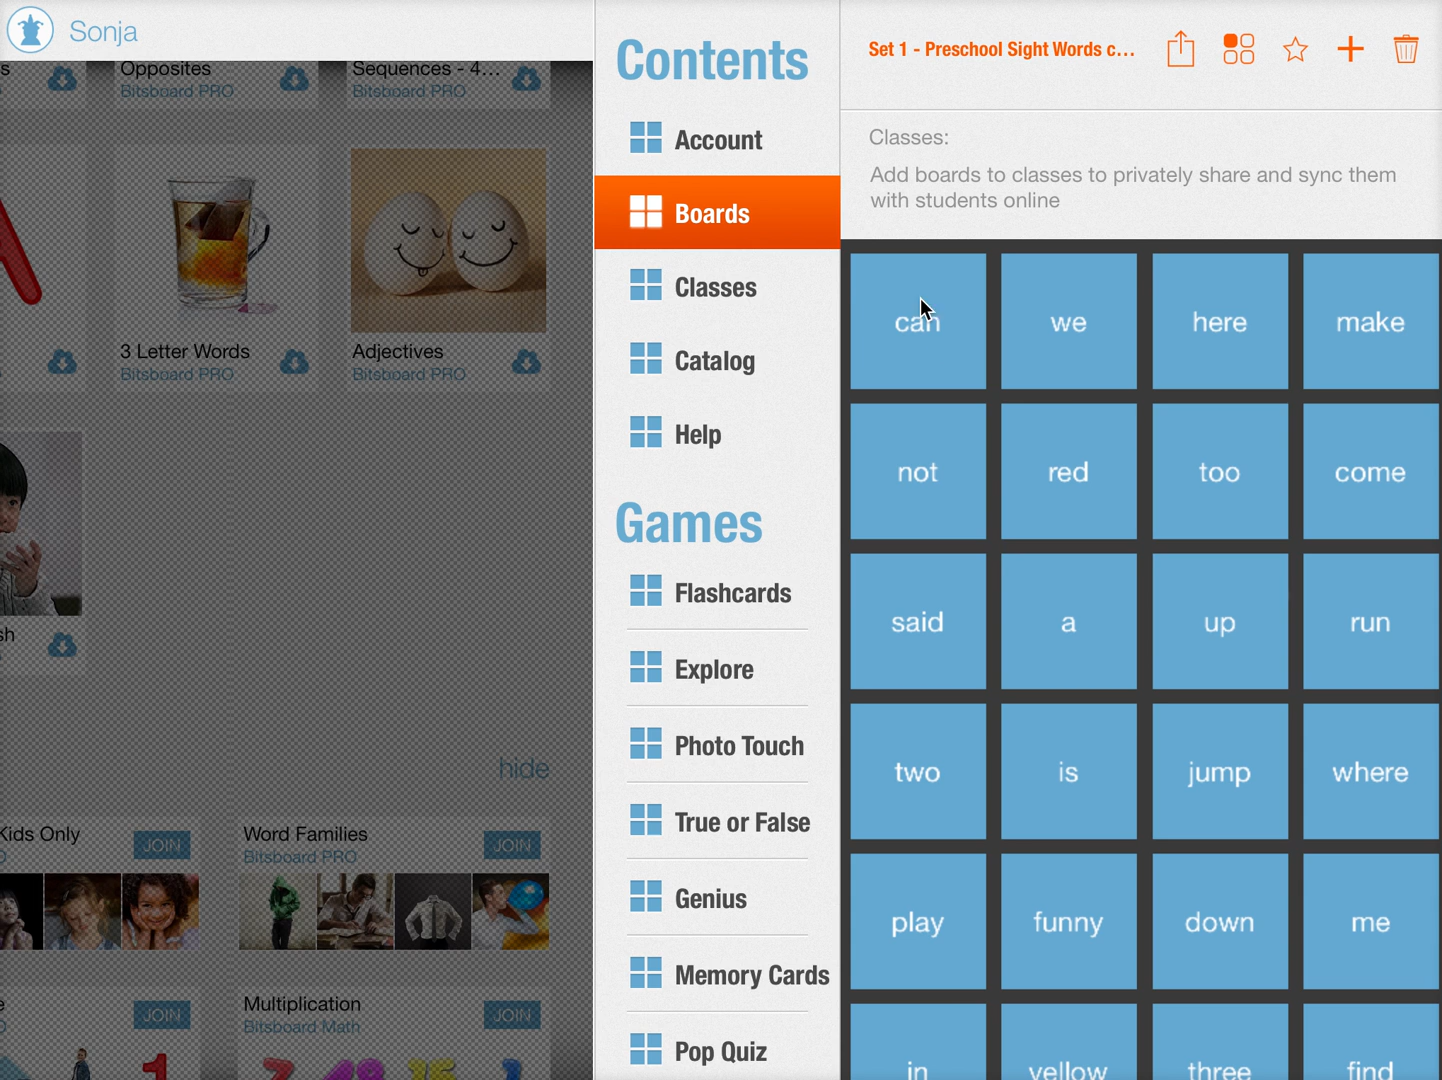 Sonja
s
Opposites
Bitsboard PRO
Sequences - 4...
Bitsboard PRO
3 Letter Words
Bitsboard PRO
Adjectives
Bitsboard PRO
sh
hide
Kids Only
JOIN
Word Families
Bitsboard PRO
JOIN
e
JOIN
Multiplication
Bitsboard Math
JOIN
Contents
Account
Boards
Classes
Catalog
Help
Games
Flashcards
Explore
Photo Touch
True or False
Genius
Memory Cards
Pop Quiz
Set 1 - Preschool Sight Words c...
Classes:
Add boards to classes to privately share and sync them
with students online
can we here make
not red too come
said a up run
two is jump where
play funny down me
in yellow three find